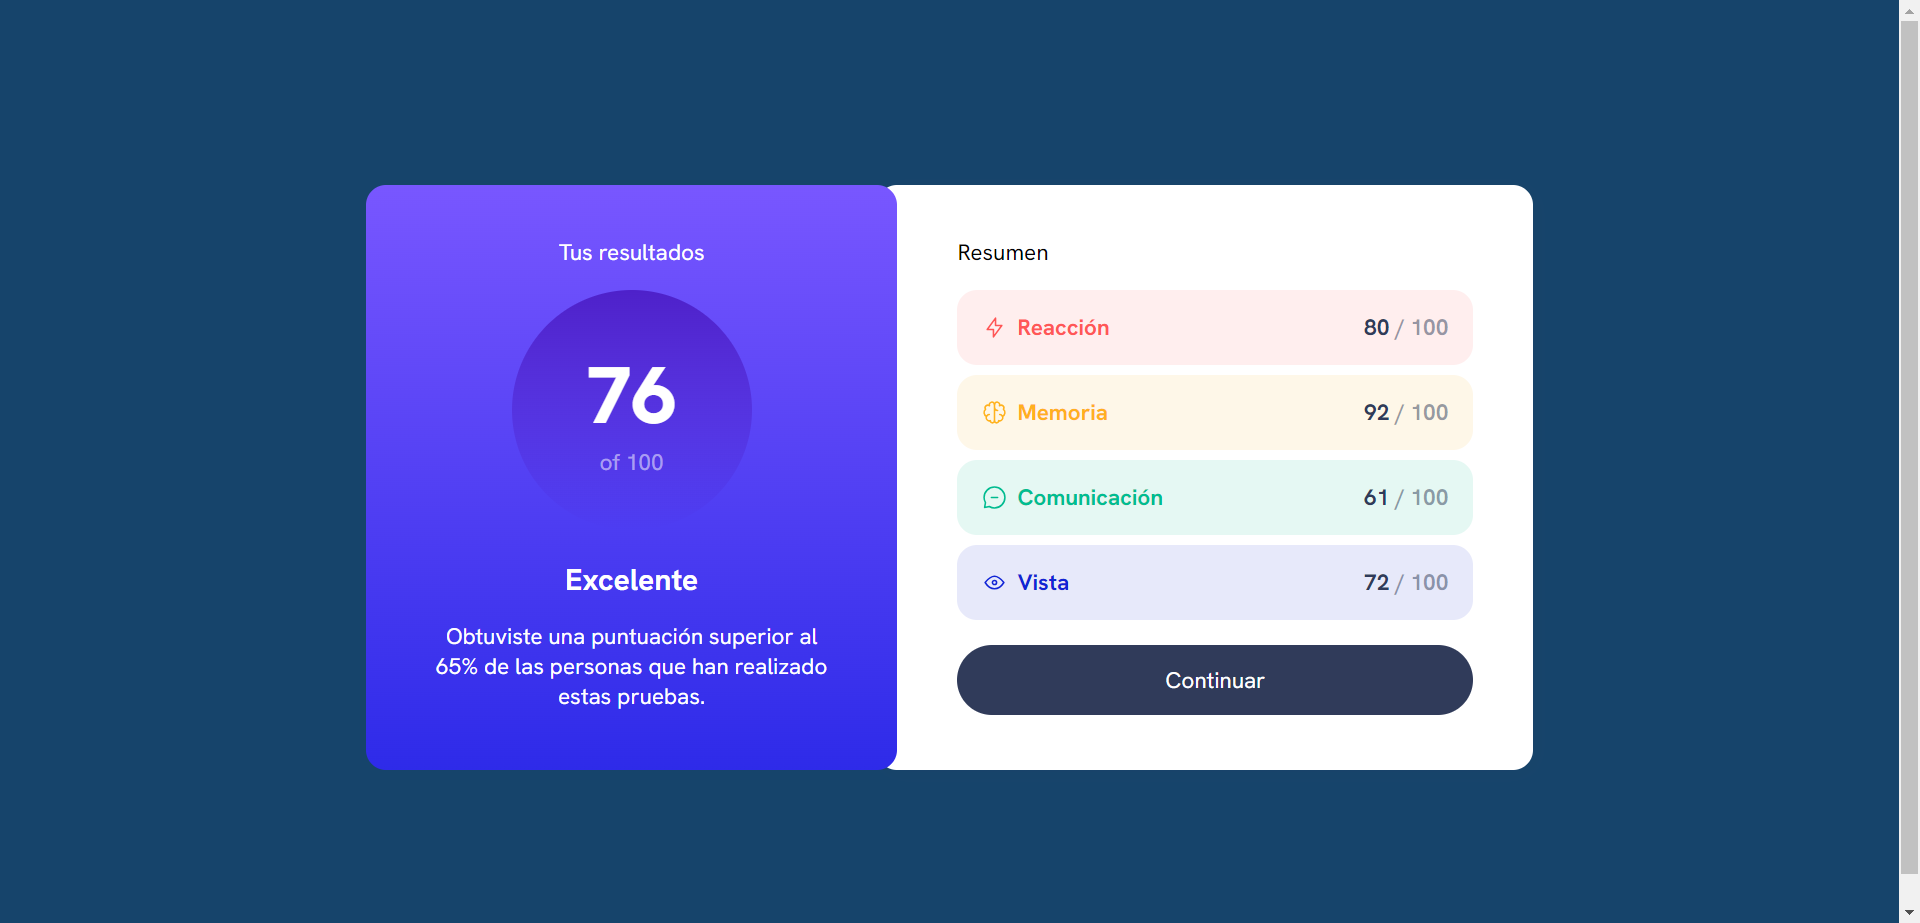 Tus resultados
76
of 100
Excelente
Obtuviste una puntuación superior al
65% de las personas que han realizado
estas pruebas.
Resumen
Reacción 80 / 100
Memoria 92 / 100
Comunicación 61 / 100
Vista 72 / 100
Continuar